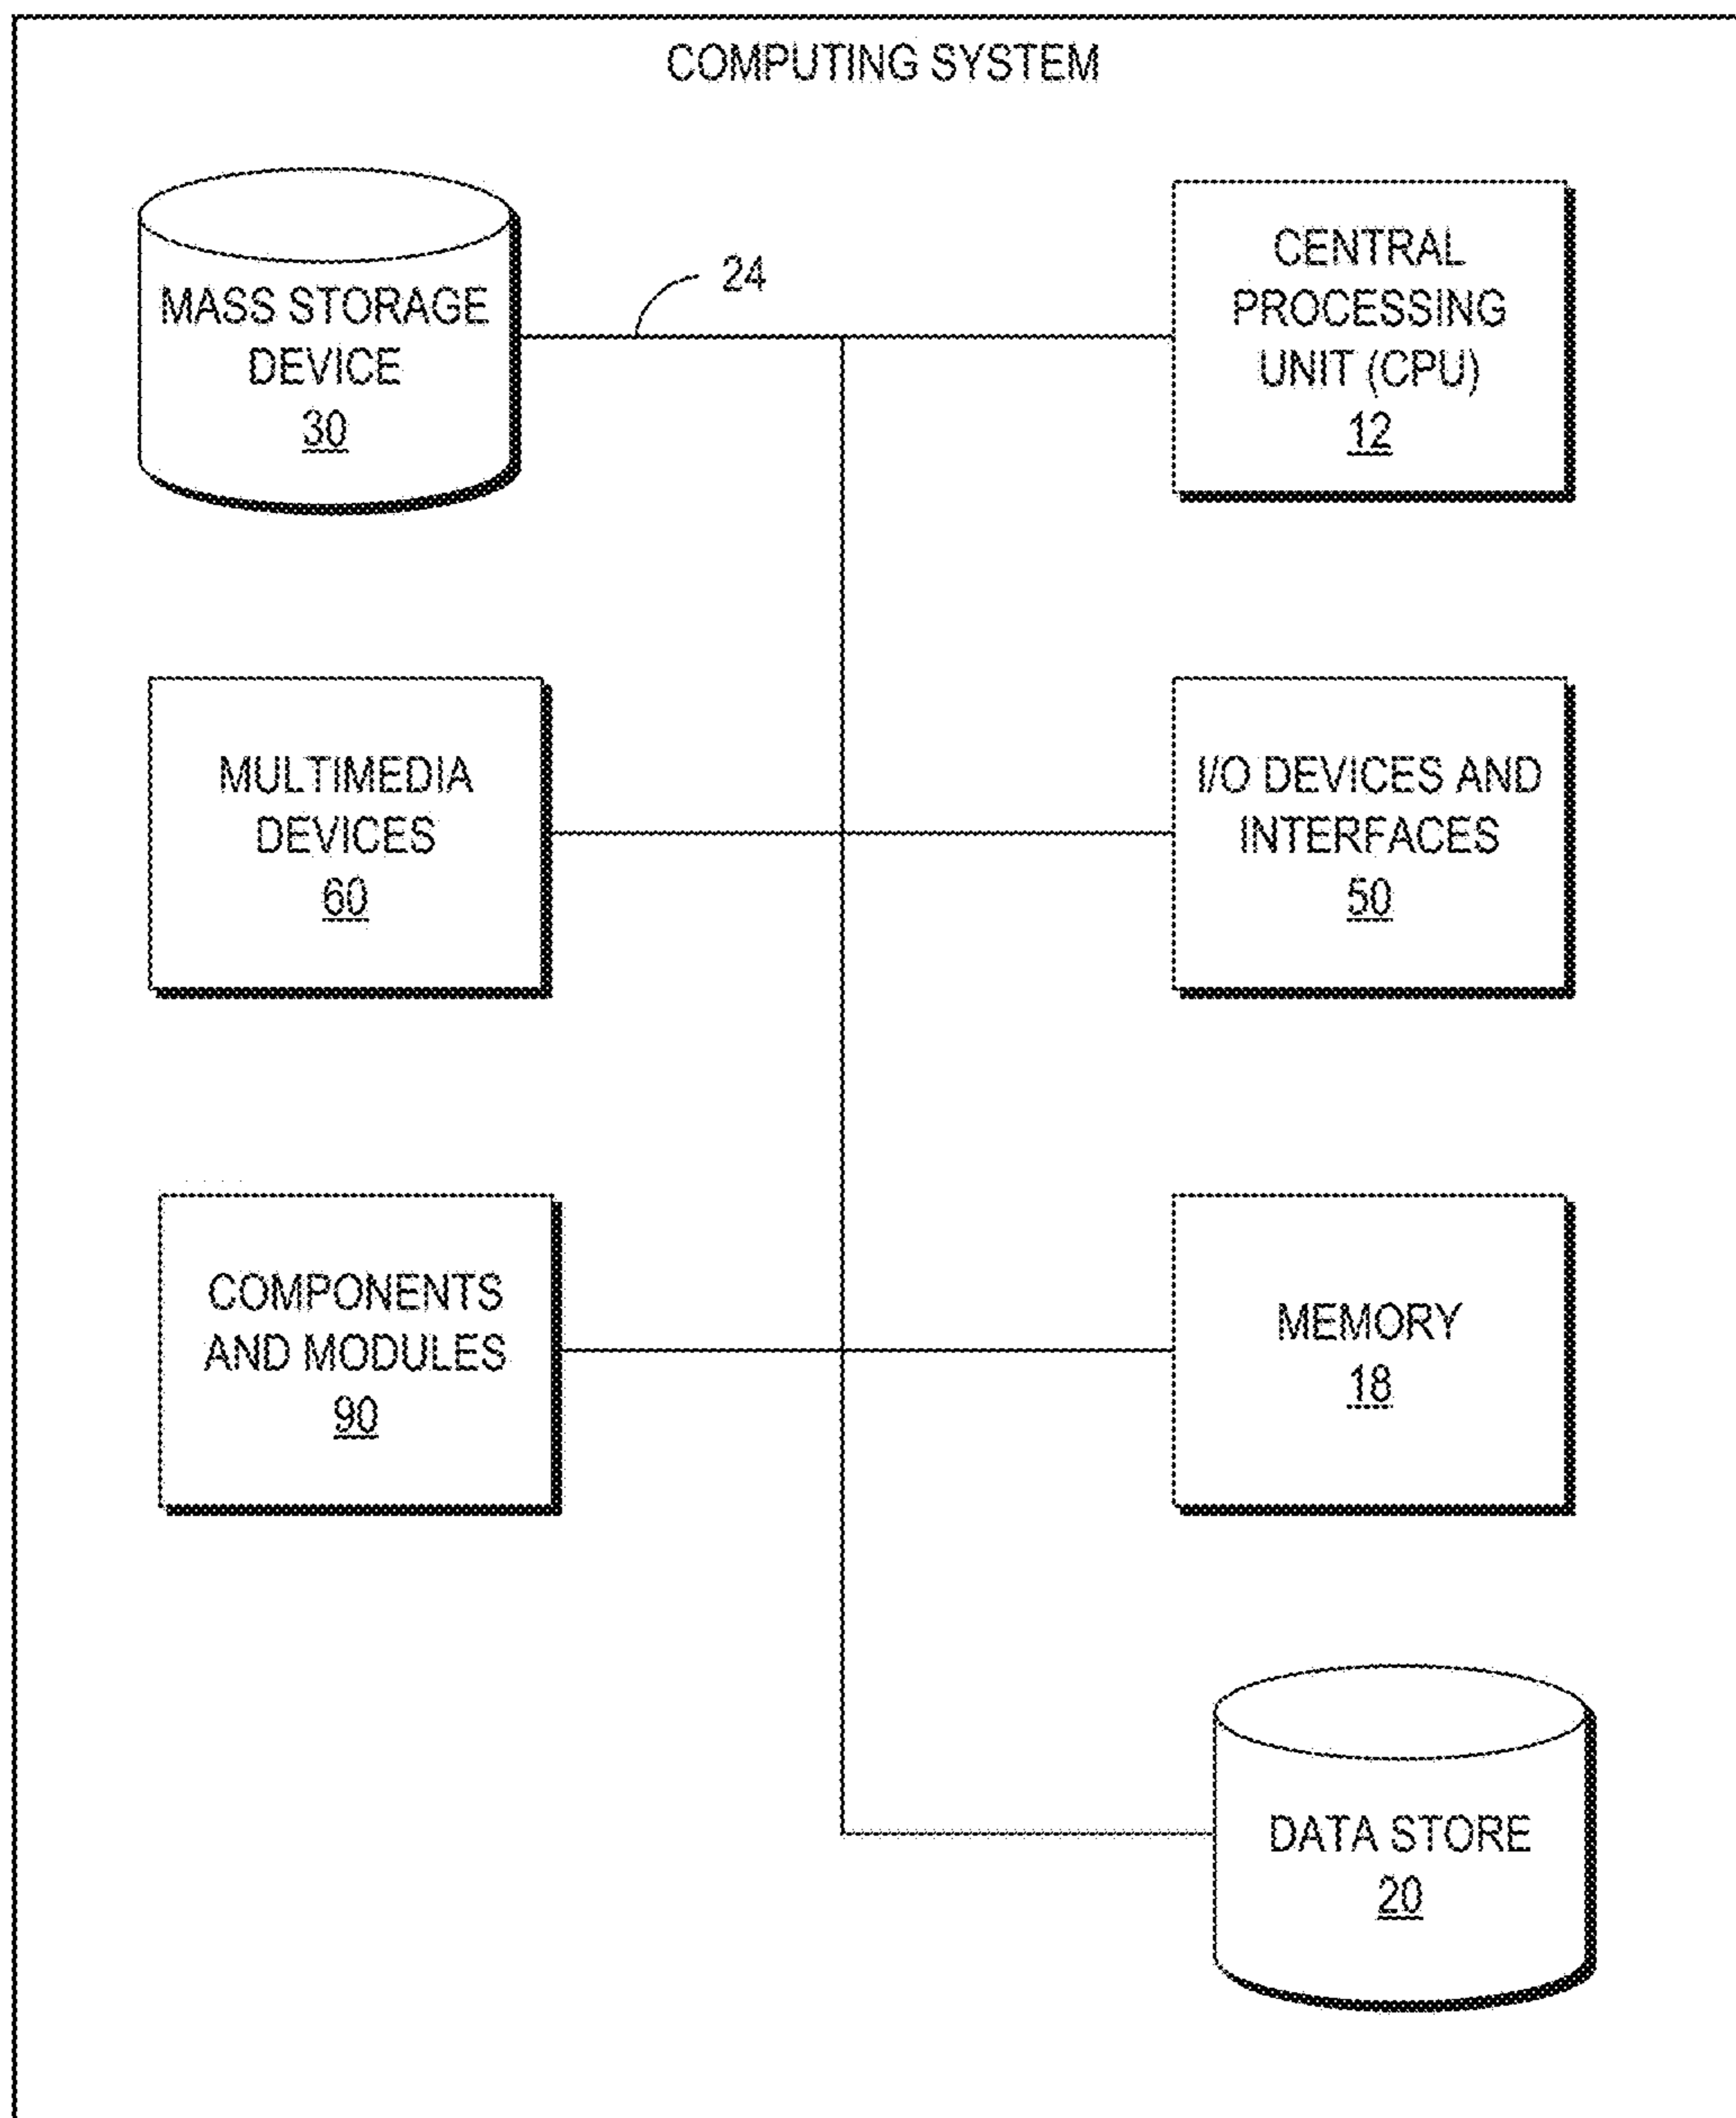 COMPUTING SYSTEM
MASS STORAGE
DEVICE
30
24
CENTRAL
PROCESSING
UNIT (CPU)
12
MULTIMEDIA
DEVICES
60
I/O DEVICES AND
INTERFACES
50
COMPONENTS
AND MODULES
90
MEMORY
18
DATA STORE
20